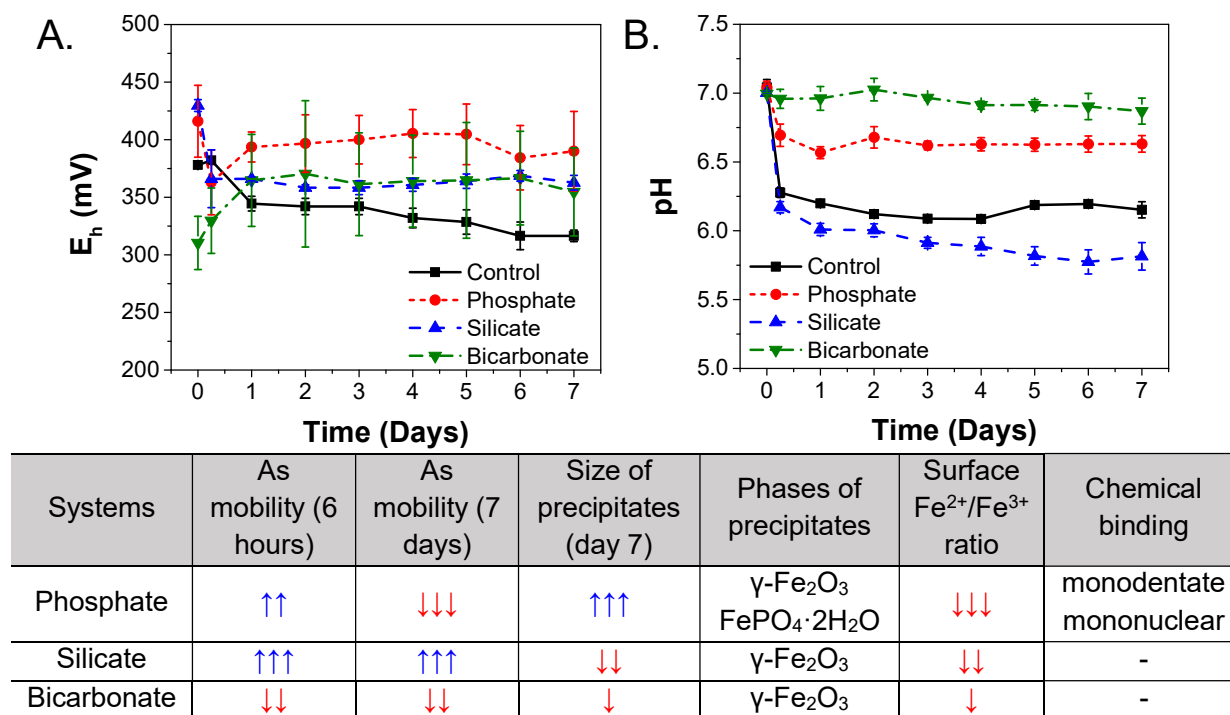 A.
500
450
400
350
300
250
200
E_h (mV)
Control
Phosphate
Silicate
Bicarbonate
0 1 2 3 4 5 6 7
Time (Days)
B.
7.5
7.0
6.5
6.0
5.5
5.0
pH
Control
Phosphate
Silicate
Bicarbonate
0 1 2 3 4 5 6 7
Time (Days)
Systems
As
mobility (6
hours)
As
mobility (7
days)
Size of
precipitates
(day 7)
Phases of
precipitates
Surface
Fe²⁺/Fe³⁺
ratio
Chemical
binding
Phosphate
↑↑
↓↓↓
↑↑↑
γ-Fe₂O₃
FePO₄·2H₂O
↓↓↓
monodentate
mononuclear
Silicate
↑↑↑
↑↑↑
↓↓
γ-Fe₂O₃
↓↓
-
Bicarbonate
↓↓
↓↓
↓
γ-Fe₂O₃
↓
-